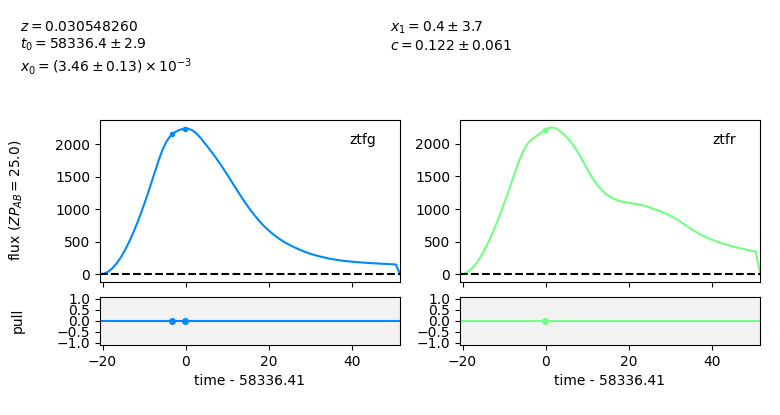 z = 0.030548260
t₀ = 58336.4 ± 2.9
x₀ = (3.46 ± 0.13) × 10⁻³
x₁ = 0.4 ± 3.7
c = 0.122 ± 0.061
flux (ZP_AB = 25.0)
2000
1500
1000
500
0
ztfg
2000
1500
1000
500
0
ztfr
pull
1.0
0.5
0.0
−0.5
−1.0
−20 0 20 40
time - 58336.41
1.0
0.5
0.0
−0.5
−1.0
−20 0 20 40
time - 58336.41